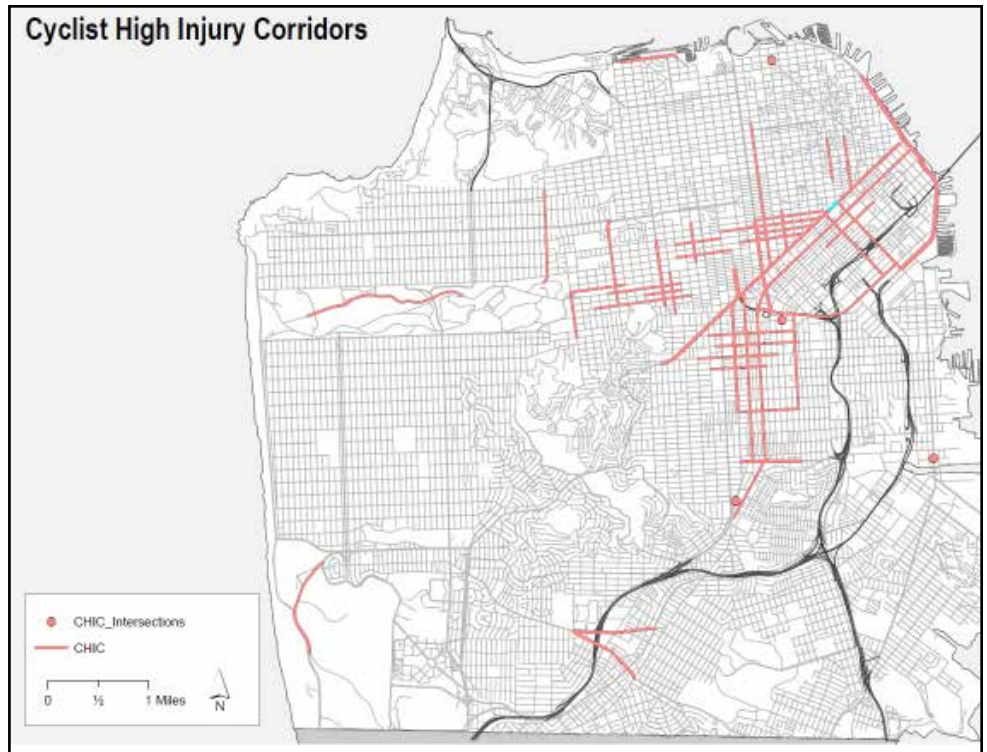 Cyclist High Injury Corridors
CHIC_Intersections
CHIC
0 ½ 1 Miles
N